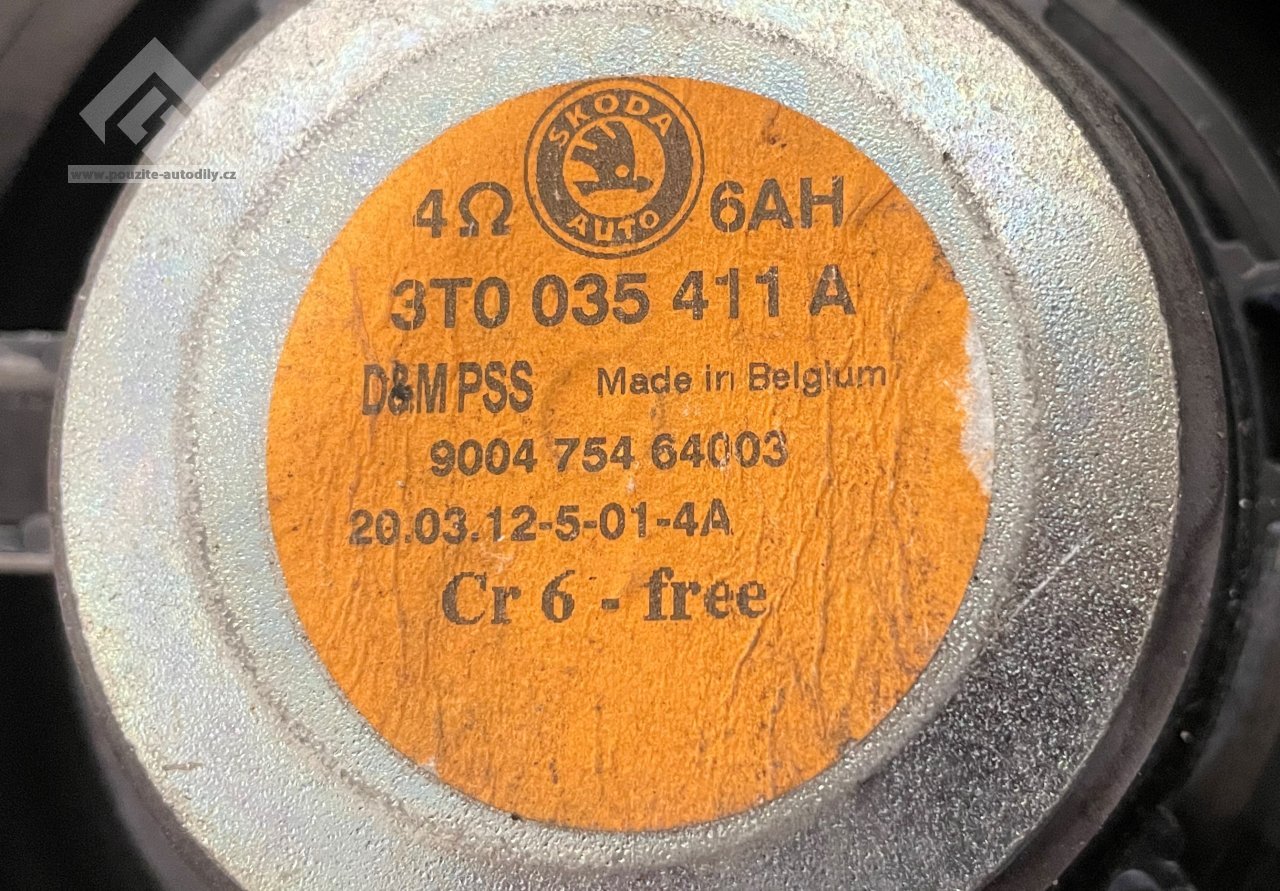 www.pouzite-autodily.cz
SKODA
AUTO
4Ω 6AH
3T0 035 411 A
D&M PSS Made in Belgium
9004 754 64003
20.03.12-5-01-4A
Cr 6 - free